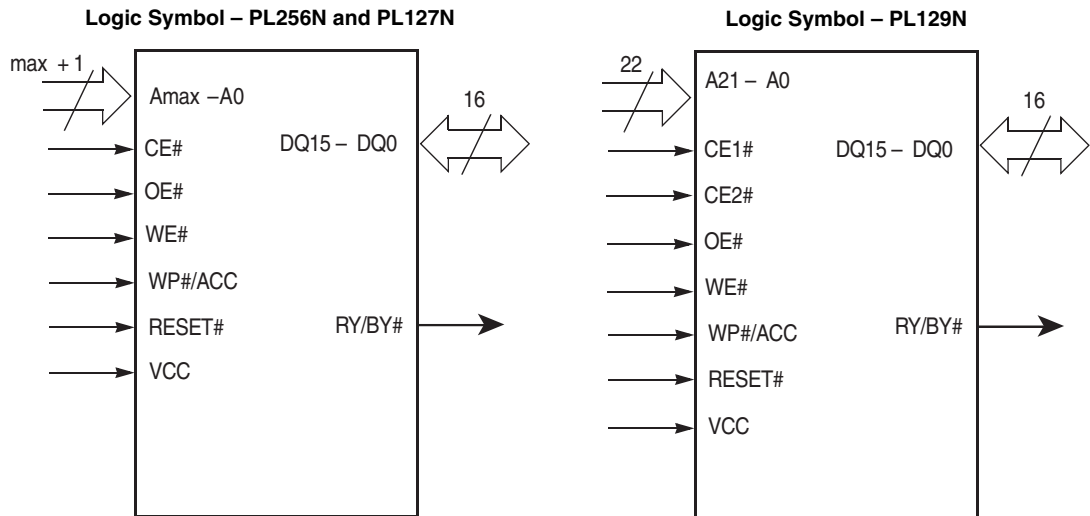 Logic Symbol – PL256N and PL127N
max + 1
Amax – A0
16
CE#
DQ15 – DQ0
OE#
WE#
WP#/ACC
RESET#
RY/BY#
VCC
Logic Symbol – PL129N
22
A21 – A0
16
CE1#
DQ15 – DQ0
CE2#
OE#
WE#
WP#/ACC
RY/BY#
RESET#
VCC